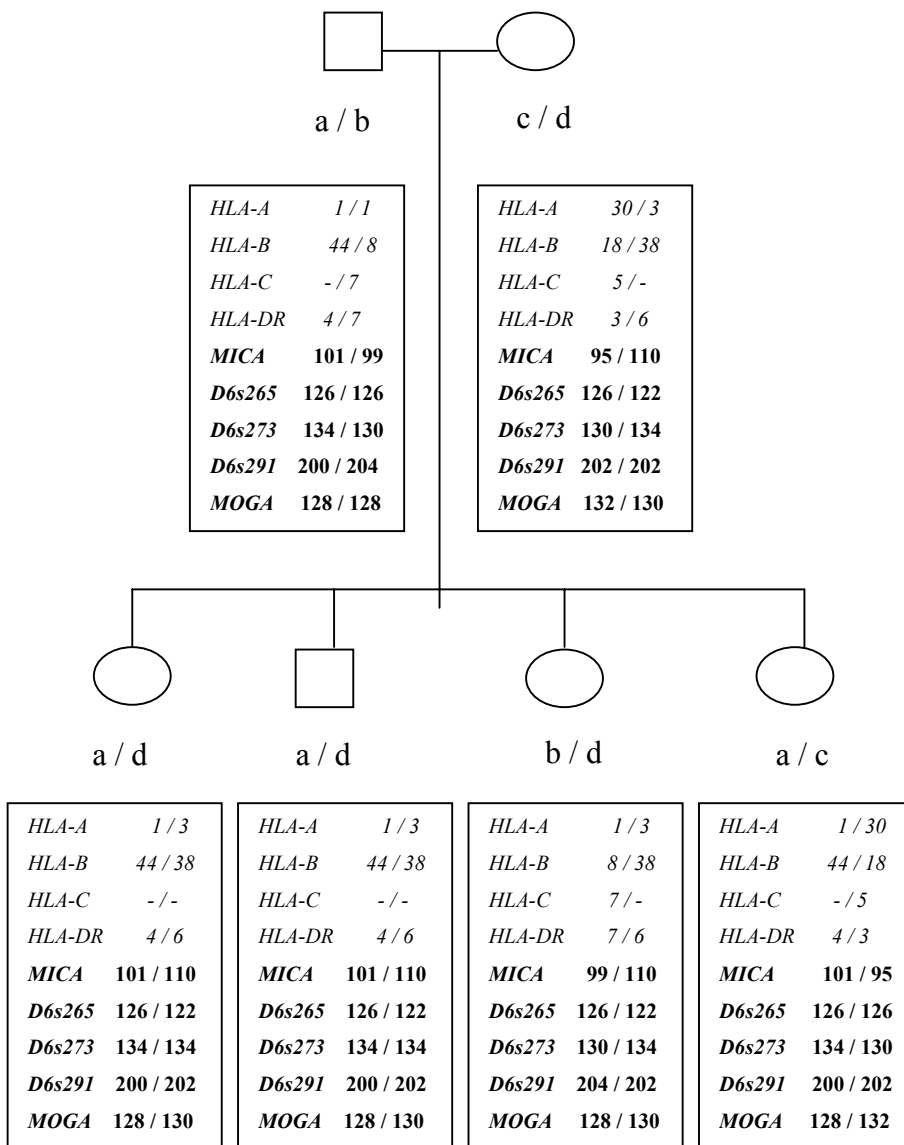 a / b
c / d
HLA-A 1 / 1
HLA-B 44 / 8
HLA-C - / 7
HLA-DR 4 / 7
MICA 101 / 99
D6s265 126 / 126
D6s273 134 / 130
D6s291 200 / 204
MOGA 128 / 128
HLA-A 30 / 3
HLA-B 18 / 38
HLA-C 5 / -
HLA-DR 3 / 6
MICA 95 / 110
D6s265 126 / 122
D6s273 130 / 134
D6s291 202 / 202
MOGA 132 / 130
a / d
a / d
b / d
a / c
HLA-A 1 / 3
HLA-B 44 / 38
HLA-C - / -
HLA-DR 4 / 6
MICA 101 / 110
D6s265 126 / 122
D6s273 134 / 134
D6s291 200 / 202
MOGA 128 / 130
HLA-A 1 / 3
HLA-B 44 / 38
HLA-C - / -
HLA-DR 4 / 6
MICA 101 / 110
D6s265 126 / 122
D6s273 134 / 134
D6s291 200 / 202
MOGA 128 / 130
HLA-A 1 / 3
HLA-B 8 / 38
HLA-C 7 / -
HLA-DR 7 / 6
MICA 99 / 110
D6s265 126 / 122
D6s273 130 / 134
D6s291 204 / 202
MOGA 128 / 130
HLA-A 1 / 30
HLA-B 44 / 18
HLA-C - / 5
HLA-DR 4 / 3
MICA 101 / 95
D6s265 126 / 126
D6s273 134 / 130
D6s291 200 / 202
MOGA 128 / 132